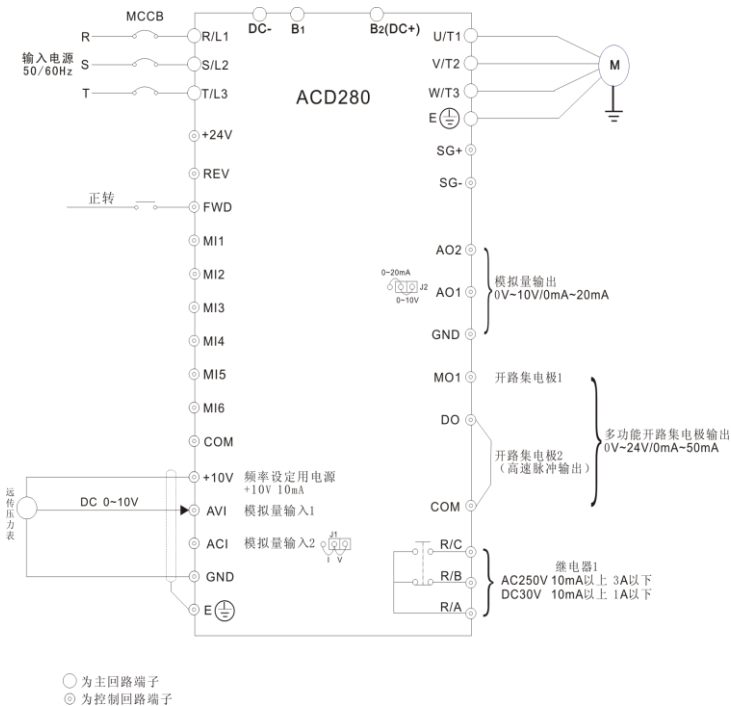 MCCB
DC-
B1
B2(DC+)
R
R/L1
U/T1
输入电源
50/60Hz
S
S/L2
V/T2
M
T
T/L3
ACD280
W/T3
E
+24V
SG+
REV
SG-
正转
FWD
MI1
AO2
MI2
0~20mA
J2
0~10V
AO1
模拟量输出
0V~10V/0mA~20mA
MI3
GND
MI4
MI5
MO1
开路集电极1
MI6
DO
COM
多功能开路集电极输出
0V~24V/0mA~50mA
开路集电极2
(高速脉冲输出)
+10V
频率设定用电源
+10V 10mA
远传压力表
DC 0~10V
AVI
模拟量输入1
COM
ACI
模拟量输入2
J1
I
V
R/C
继电器1
GND
R/B
AC250V 10mA以上 3A以下
DC30V 10mA以上 1A以下
E
R/A
为主回路端子
为控制回路端子